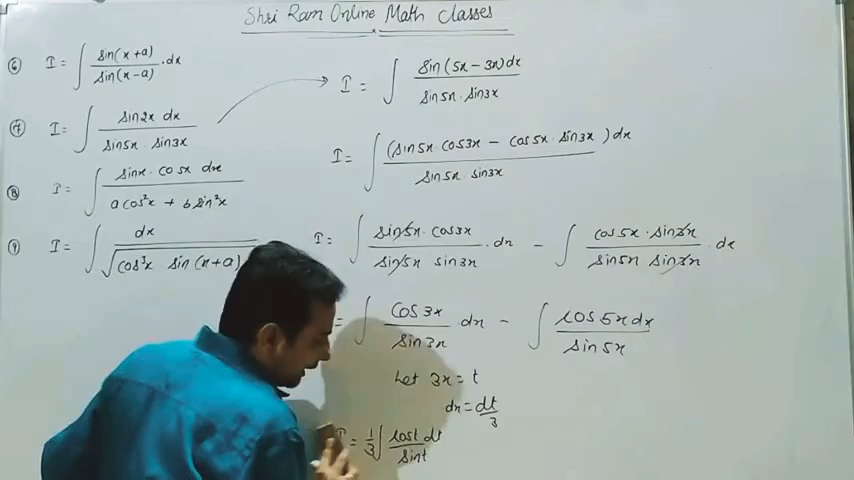 Shri Ram Online Math Classes
⑥ I = ∫ sin(x+a) / sin(x-a) . dx
⑦ I = ∫ sin2x dx / sin5x . sin3x
⑧ I = ∫ sinx . cosx dx / a cos²x + b sin²x
⑨ I = ∫ dx / √cos³x sin(x+a)
I = ∫ sin(5x - 3x) dx / sin5x . sin3x
I = ∫ (sin5x . cos3x - cos5x . sin3x) dx / sin5x . sin3x
I = ∫ sin5x . cos3x / sin5x sin3x . dx - ∫ cos5x . sin3x / sin5x sin3x . dx
= ∫ cos3x / sin3x . dx - ∫ cos5x dx / sin5x
Let 3x = t
dx = dt/3
I = 1/3 ∫ cost dt / sint